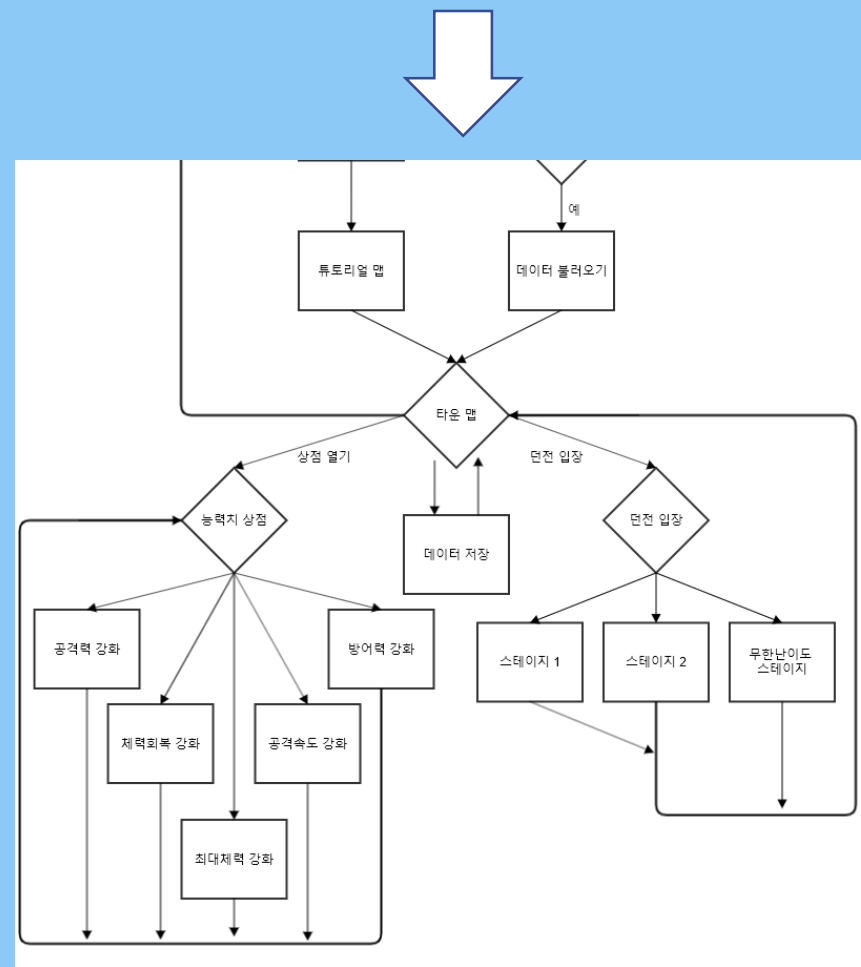 예
튜토리얼 맵
데이터 불러오기
타운 맵
상점 열기
던전 입장
능력치 상점
데이터 저장
던전 입장
공격력 강화
방어력 강화
스테이지 1
스테이지 2
무한난이도
스테이지
체력회복 강화
공격속도 강화
최대체력 강화